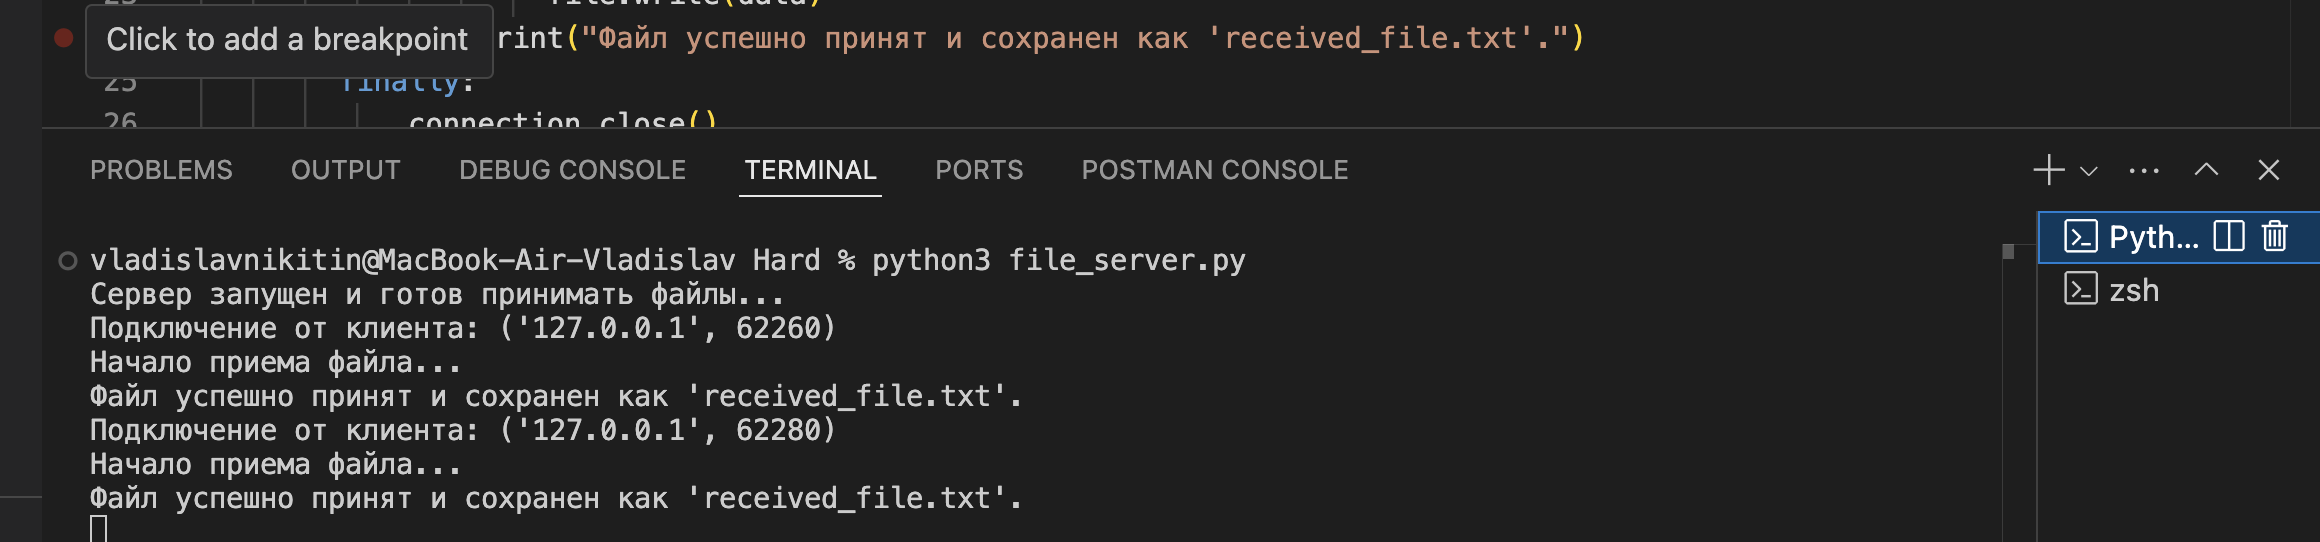 file.write(data)
Click to add a breakpoint
rint("Файл успешно принят и сохранен как 'received_file.txt'.")
25
finally:
26
connection.close()
PROBLEMS OUTPUT DEBUG CONSOLE TERMINAL PORTS POSTMAN CONSOLE
vladislavnikitin@MacBook-Air-Vladislav Hard % python3 file_server.py
Сервер запущен и готов принимать файлы...
Подключение от клиента: ('127.0.0.1', 62260)
Начало приема файла...
Файл успешно принят и сохранен как 'received_file.txt'.
Подключение от клиента: ('127.0.0.1', 62280)
Начало приема файла...
Файл успешно принят и сохранен как 'received_file.txt'.
Pyth...
zsh